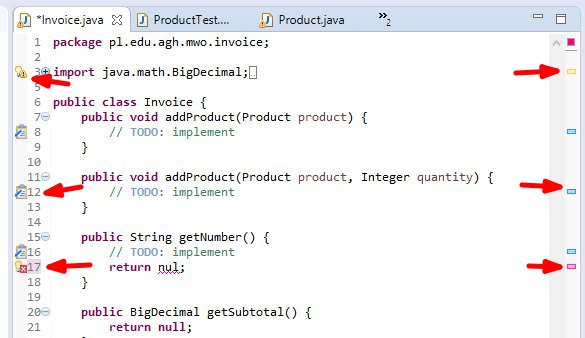 *Invoice.java ProductTest.... Product.java »2
1 package pl.edu.agh.mwo.invoice;
2
3 import java.math.BigDecimal;
5
6 public class Invoice {
7 public void addProduct(Product product) {
8 // TODO: implement
9 }
10
11 public void addProduct(Product product, Integer quantity) {
12 // TODO: implement
13 }
14
15 public String getNumber() {
16 // TODO: implement
17 return nul;
18 }
19
20 public BigDecimal getSubtotal() {
21 return null;